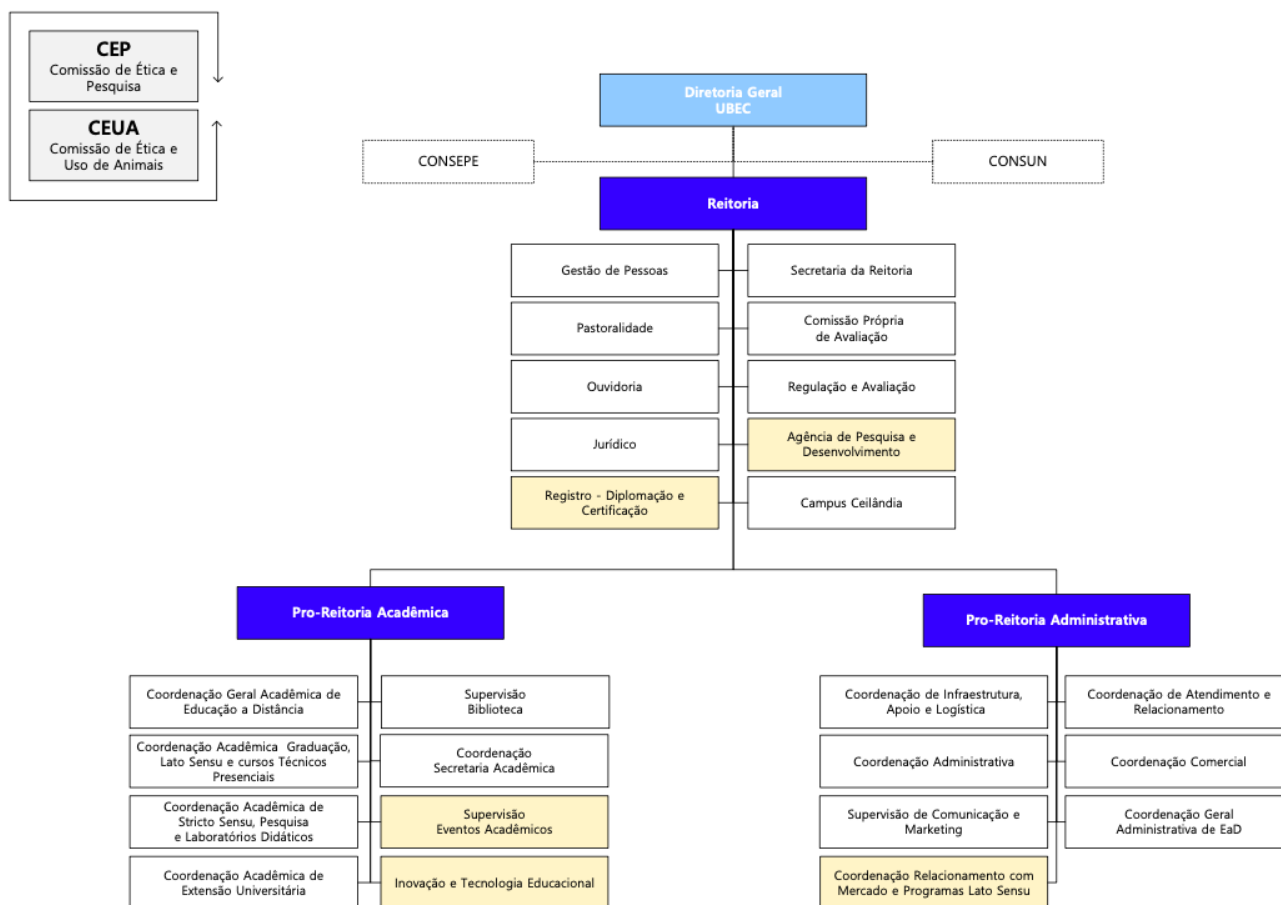 CEP
Comissão de Ética e
Pesquisa
CEUA
Comissão de Ética e
Uso de Animais
Diretoria Geral
UBEC
CONSEPE
CONSUN
Reitoria
Gestão de Pessoas
Secretaria da Reitoria
Pastoralidade
Comissão Própria
de Avaliação
Ouvidoria
Regulação e Avaliação
Jurídico
Agência de Pesquisa e
Desenvolvimento
Registro - Diplomação e
Certificação
Campus Ceilândia
Pro-Reitoria Acadêmica
Coordenação Geral Acadêmica de
Educação a Distância
Supervisão
Biblioteca
Coordenação Acadêmica Graduação,
Lato Sensu e cursos Técnicos
Presenciais
Coordenação
Secretaria Acadêmica
Coordenação Acadêmica de
Stricto Sensu, Pesquisa
e Laboratórios Didáticos
Supervisão
Eventos Acadêmicos
Coordenação Acadêmica de
Extensão Universitária
Inovação e Tecnologia Educacional
Pro-Reitoria Administrativa
Coordenação de Infraestrutura,
Apoio e Logística
Coordenação de Atendimento e
Relacionamento
Coordenação Administrativa
Coordenação Comercial
Supervisão de Comunicação e
Marketing
Coordenação Geral
Administrativa de EaD
Coordenação Relacionamento com
Mercado e Programas Lato Sensu